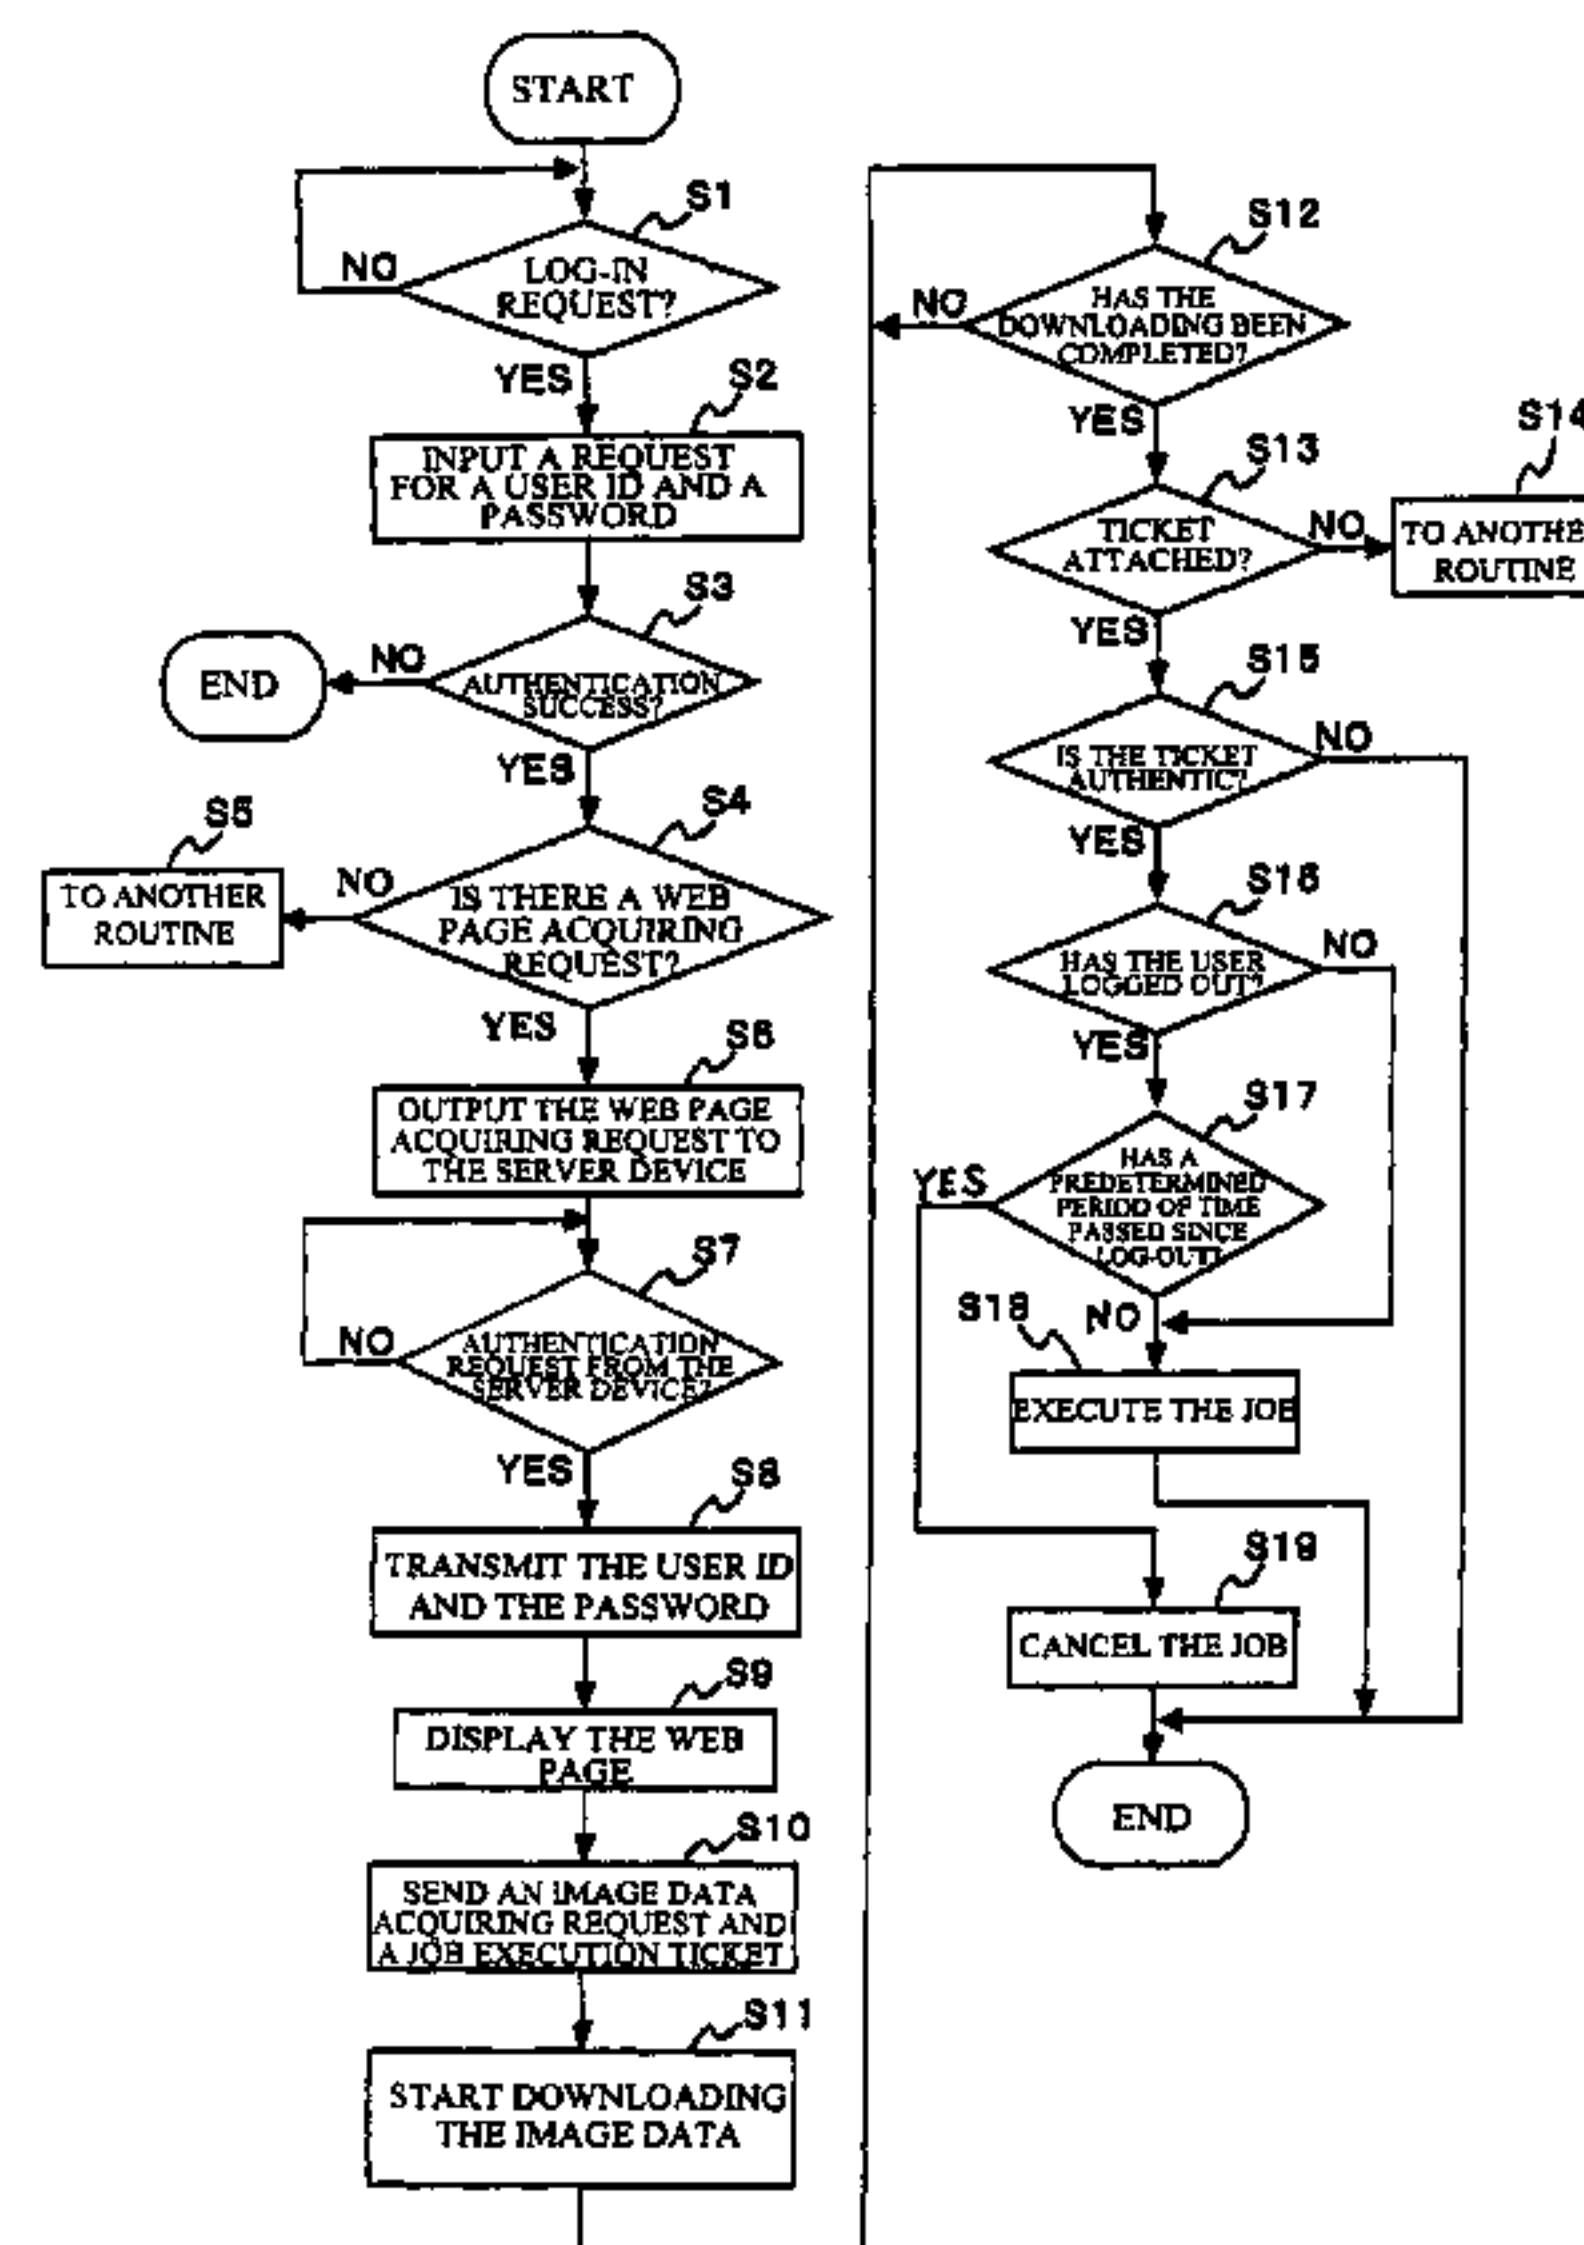 START
S1
NO
LOG-IN
REQUEST?
YES
S2
INPUT A REQUEST
FOR A USER ID AND A
PASSWORD
S3
END
NO
AUTHENTICATION
SUCCESS?
YES
S4
S5
TO ANOTHER
ROUTINE
NO
IS THERE A WEB
PAGE ACQUIRING
REQUEST?
YES
S6
OUTPUT THE WEB PAGE
ACQUIRING REQUEST TO
THE SERVER DEVICE
S7
NO
AUTHENTICATION
REQUEST FROM THE
SERVER DEVICE?
YES
S8
TRANSMIT THE USER ID
AND THE PASSWORD
S9
DISPLAY THE WEB
PAGE
S10
SEND AN IMAGE DATA
ACQUIRING REQUEST AND
A JOB EXECUTION TICKET
S11
START DOWNLOADING
THE IMAGE DATA
S12
NO
HAS THE
DOWNLOADING BEEN
COMPLETED?
YES
S13
TICKET
ATTACHED?
NO
S14
TO ANOTHE
ROUTINE
YES
S15
IS THE TICKET
AUTHENTIC?
NO
YES
S16
HAS THE USER
LOGGED OUT?
NO
YES
S17
YES
HAS A
PREDETERMINED
PERIOD OF TIME
PASSED SINCE
LOG-OUT?
NO
S18
EXECUTE THE JOB
S19
CANCEL THE JOB
END